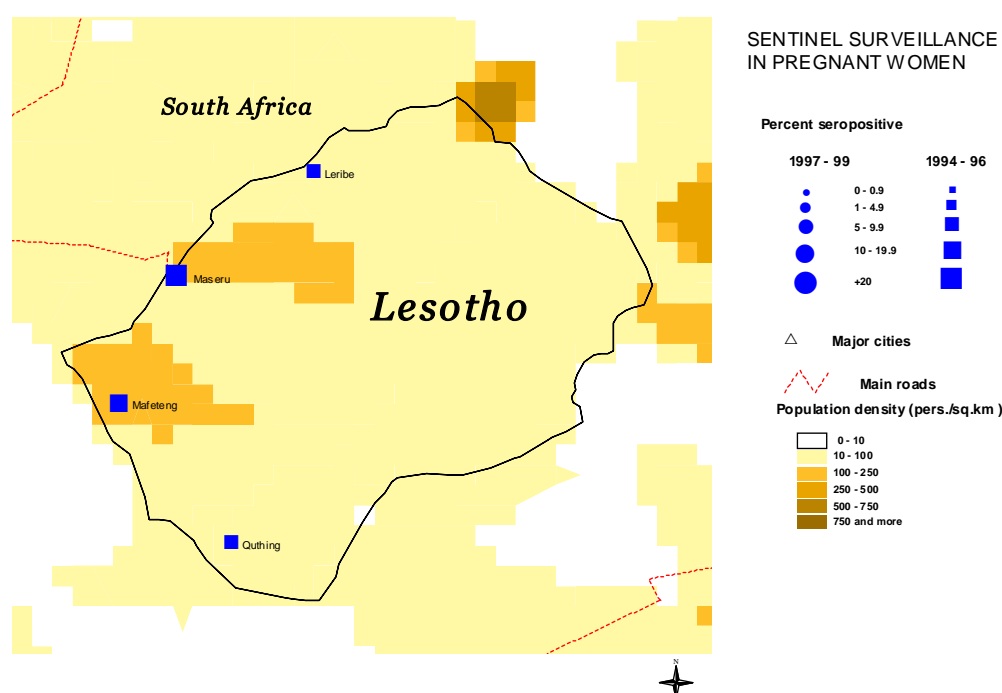 SENTINEL SURVEILLANCE
IN PREGNANT WOMEN
South Africa
Leribe
Maseru
Lesotho
Mafeteng
Quthing
Percent seropositive
1997 - 99 1994 - 96
0 - 0.9
1 - 4.9
5 - 9.9
10 - 19.9
+20
Major cities
Main roads
Population density (pers./sq.km )
0 - 10
10 - 100
100 - 250
250 - 500
500 - 750
750 and more
N